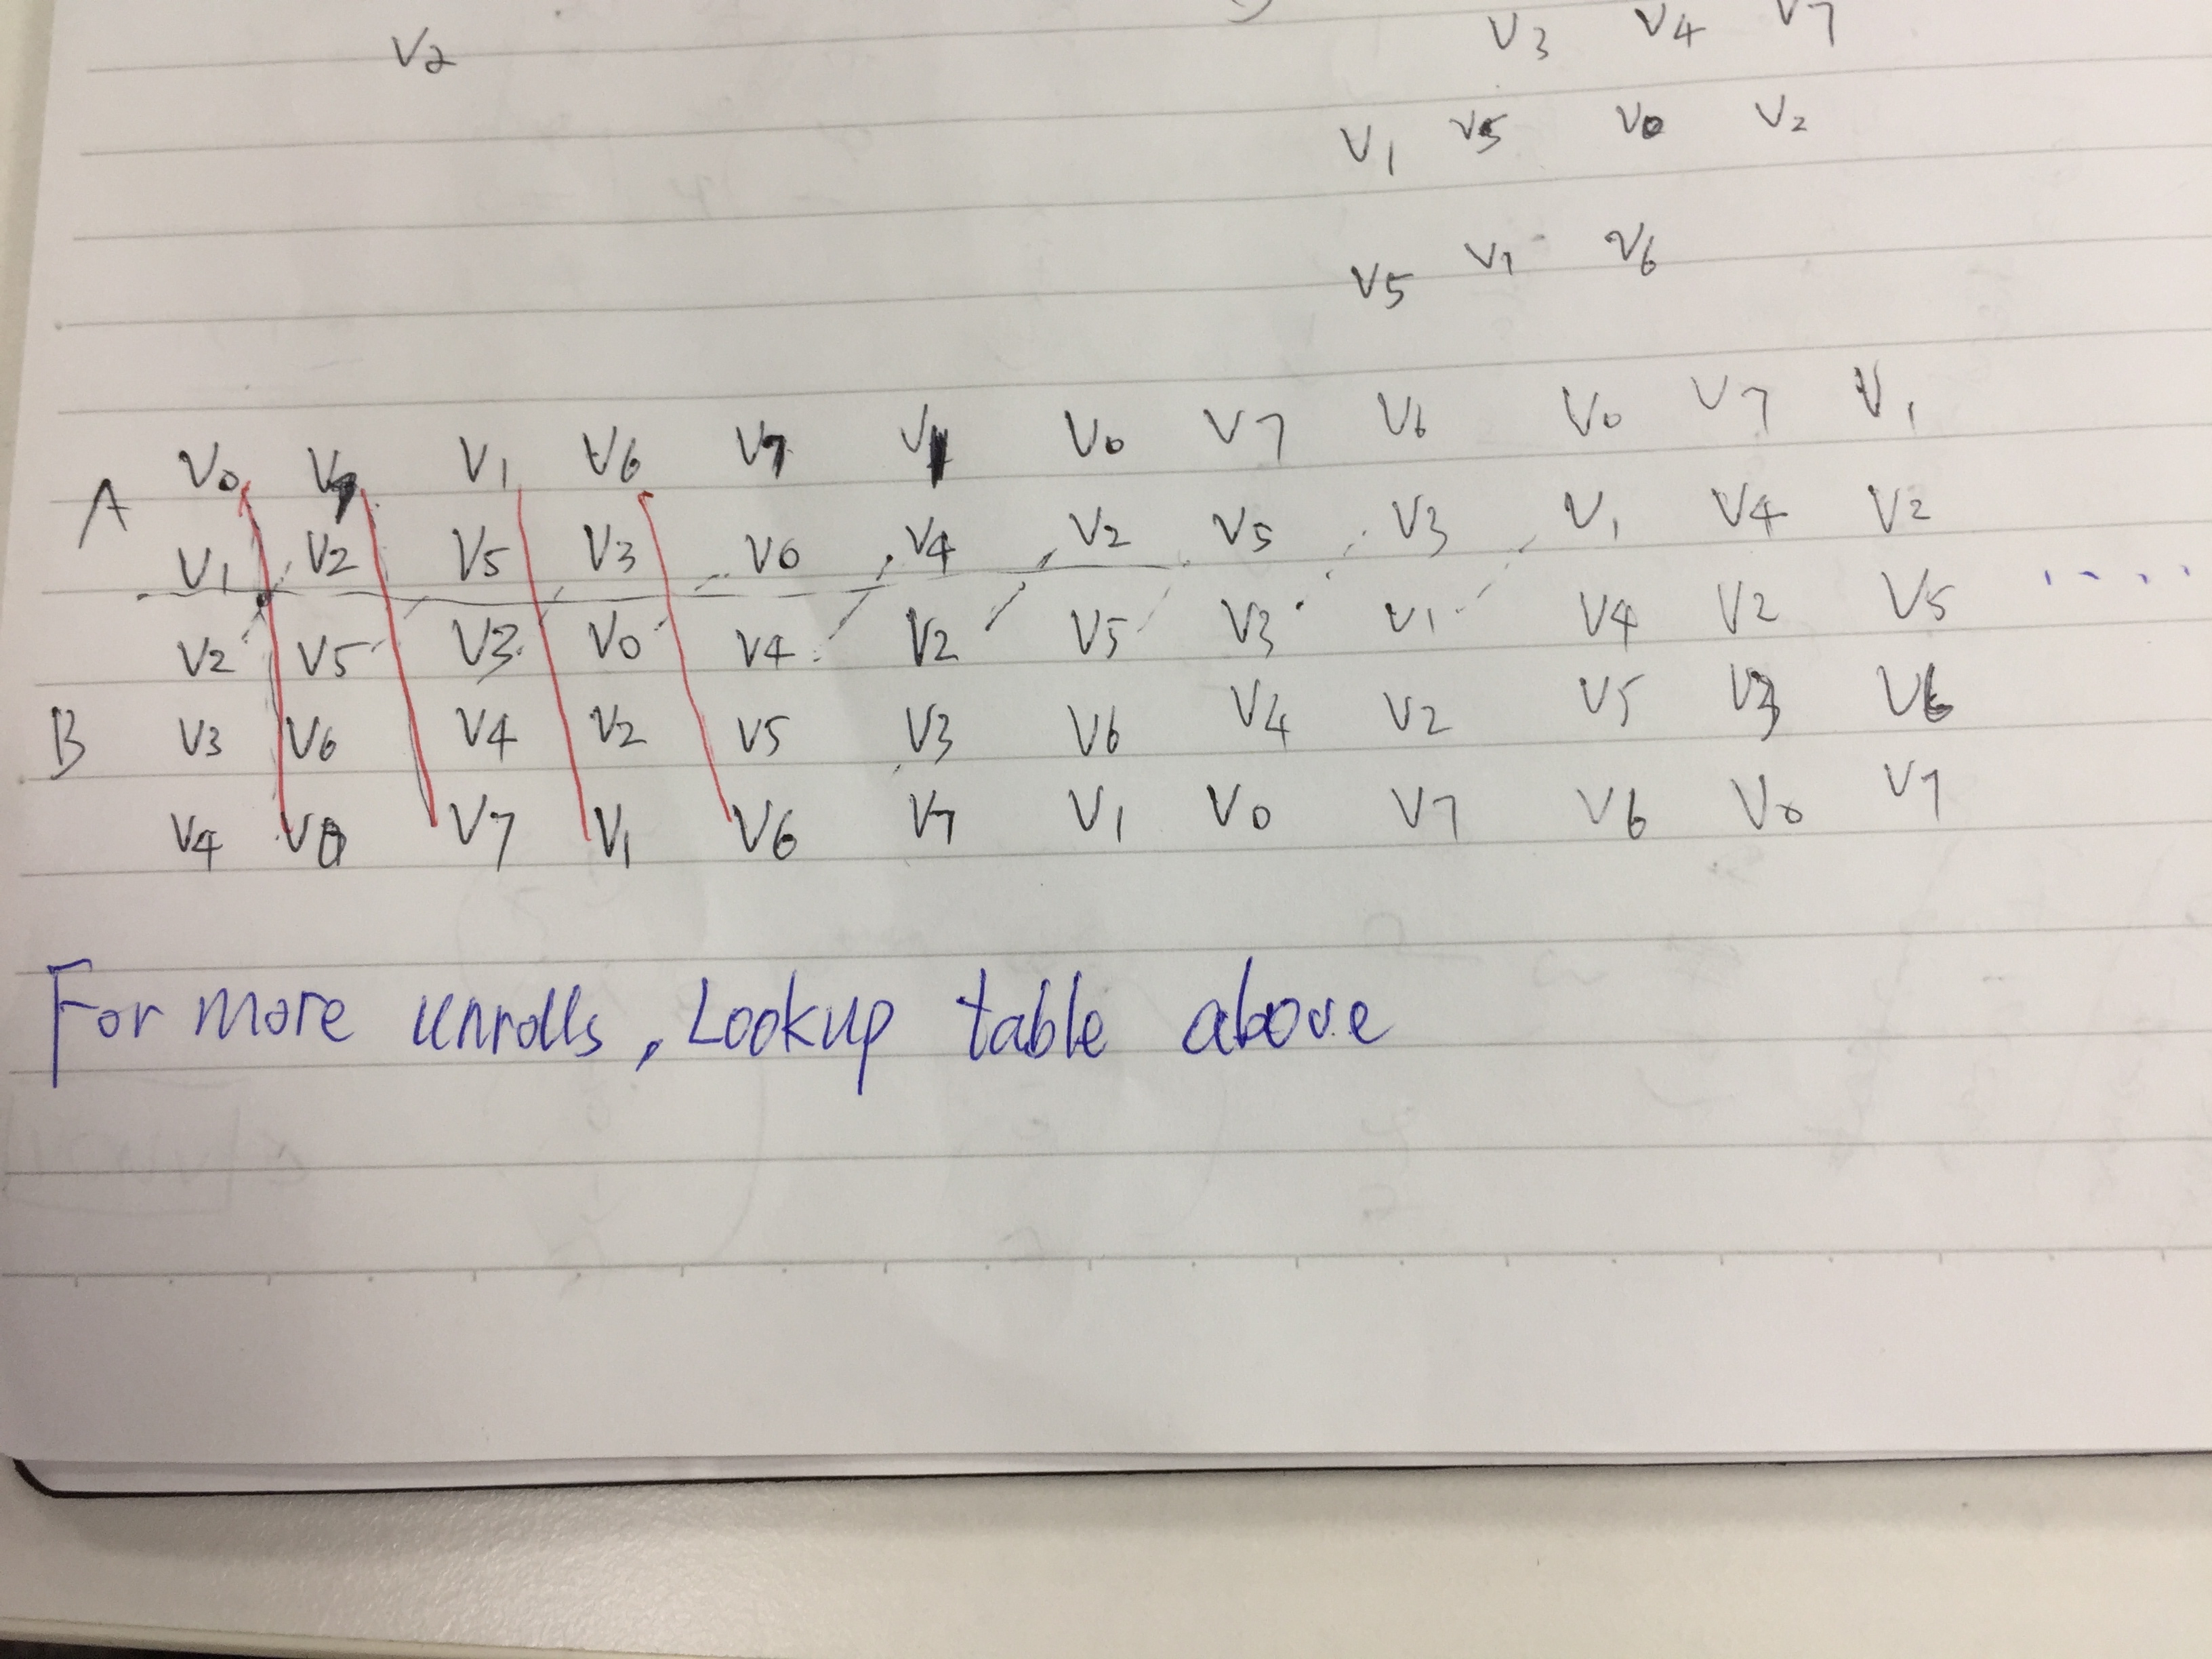 V2
V3 V4 V7
V1 V5 V0 V2
V5 V1 V6
A
V0 V1 V6 V7 V0 V7 V6 V0 V7 V1
V1 V2 V5 V3 V0 V4 V2 V5 V3 V1 V4 V2
V2 V5 V3 V0 V4 V2 V5 V3 V1 V4 V2 V5 ....
B V3 V6 V4 V2 V5 V3 V6 V4 V2 V5 V3 V6
V4 V0 V7 V1 V6 V7 V1 V0 V7 V6 V0 V7
For more unrolls, Lookup table above